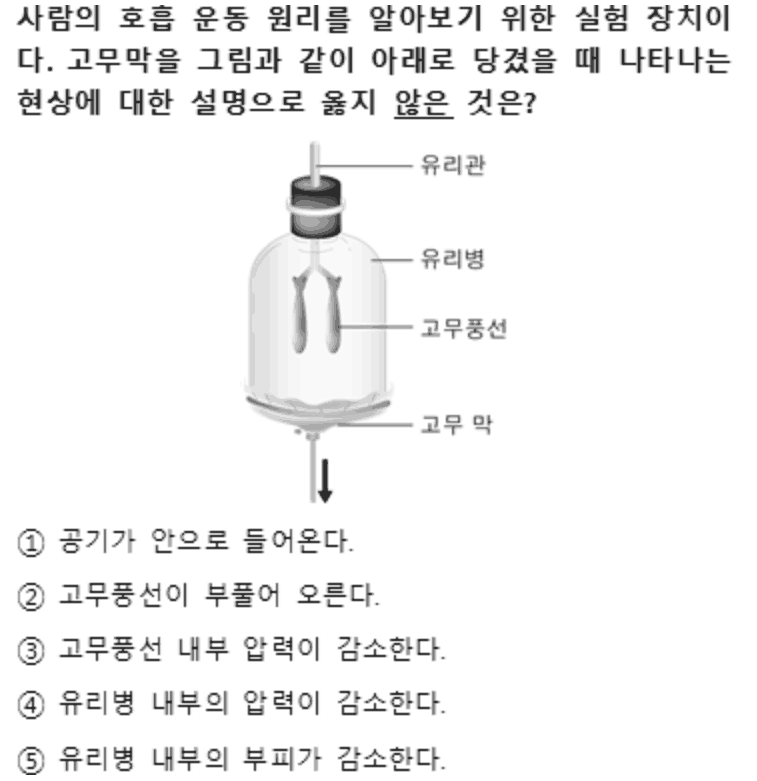 사람의 호흡 운동 원리를 알아보기 위한 실험 장치이
다. 고무막을 그림과 같이 아래로 당겼을 때 나타나는
현상에 대한 설명으로 옳지 않은 것은?
유리관
유리병
고무풍선
고무 막
① 공기가 안으로 들어온다.
② 고무풍선이 부풀어 오른다.
③ 고무풍선 내부 압력이 감소한다.
④ 유리병 내부의 압력이 감소한다.
⑤ 유리병 내부의 부피가 감소한다.